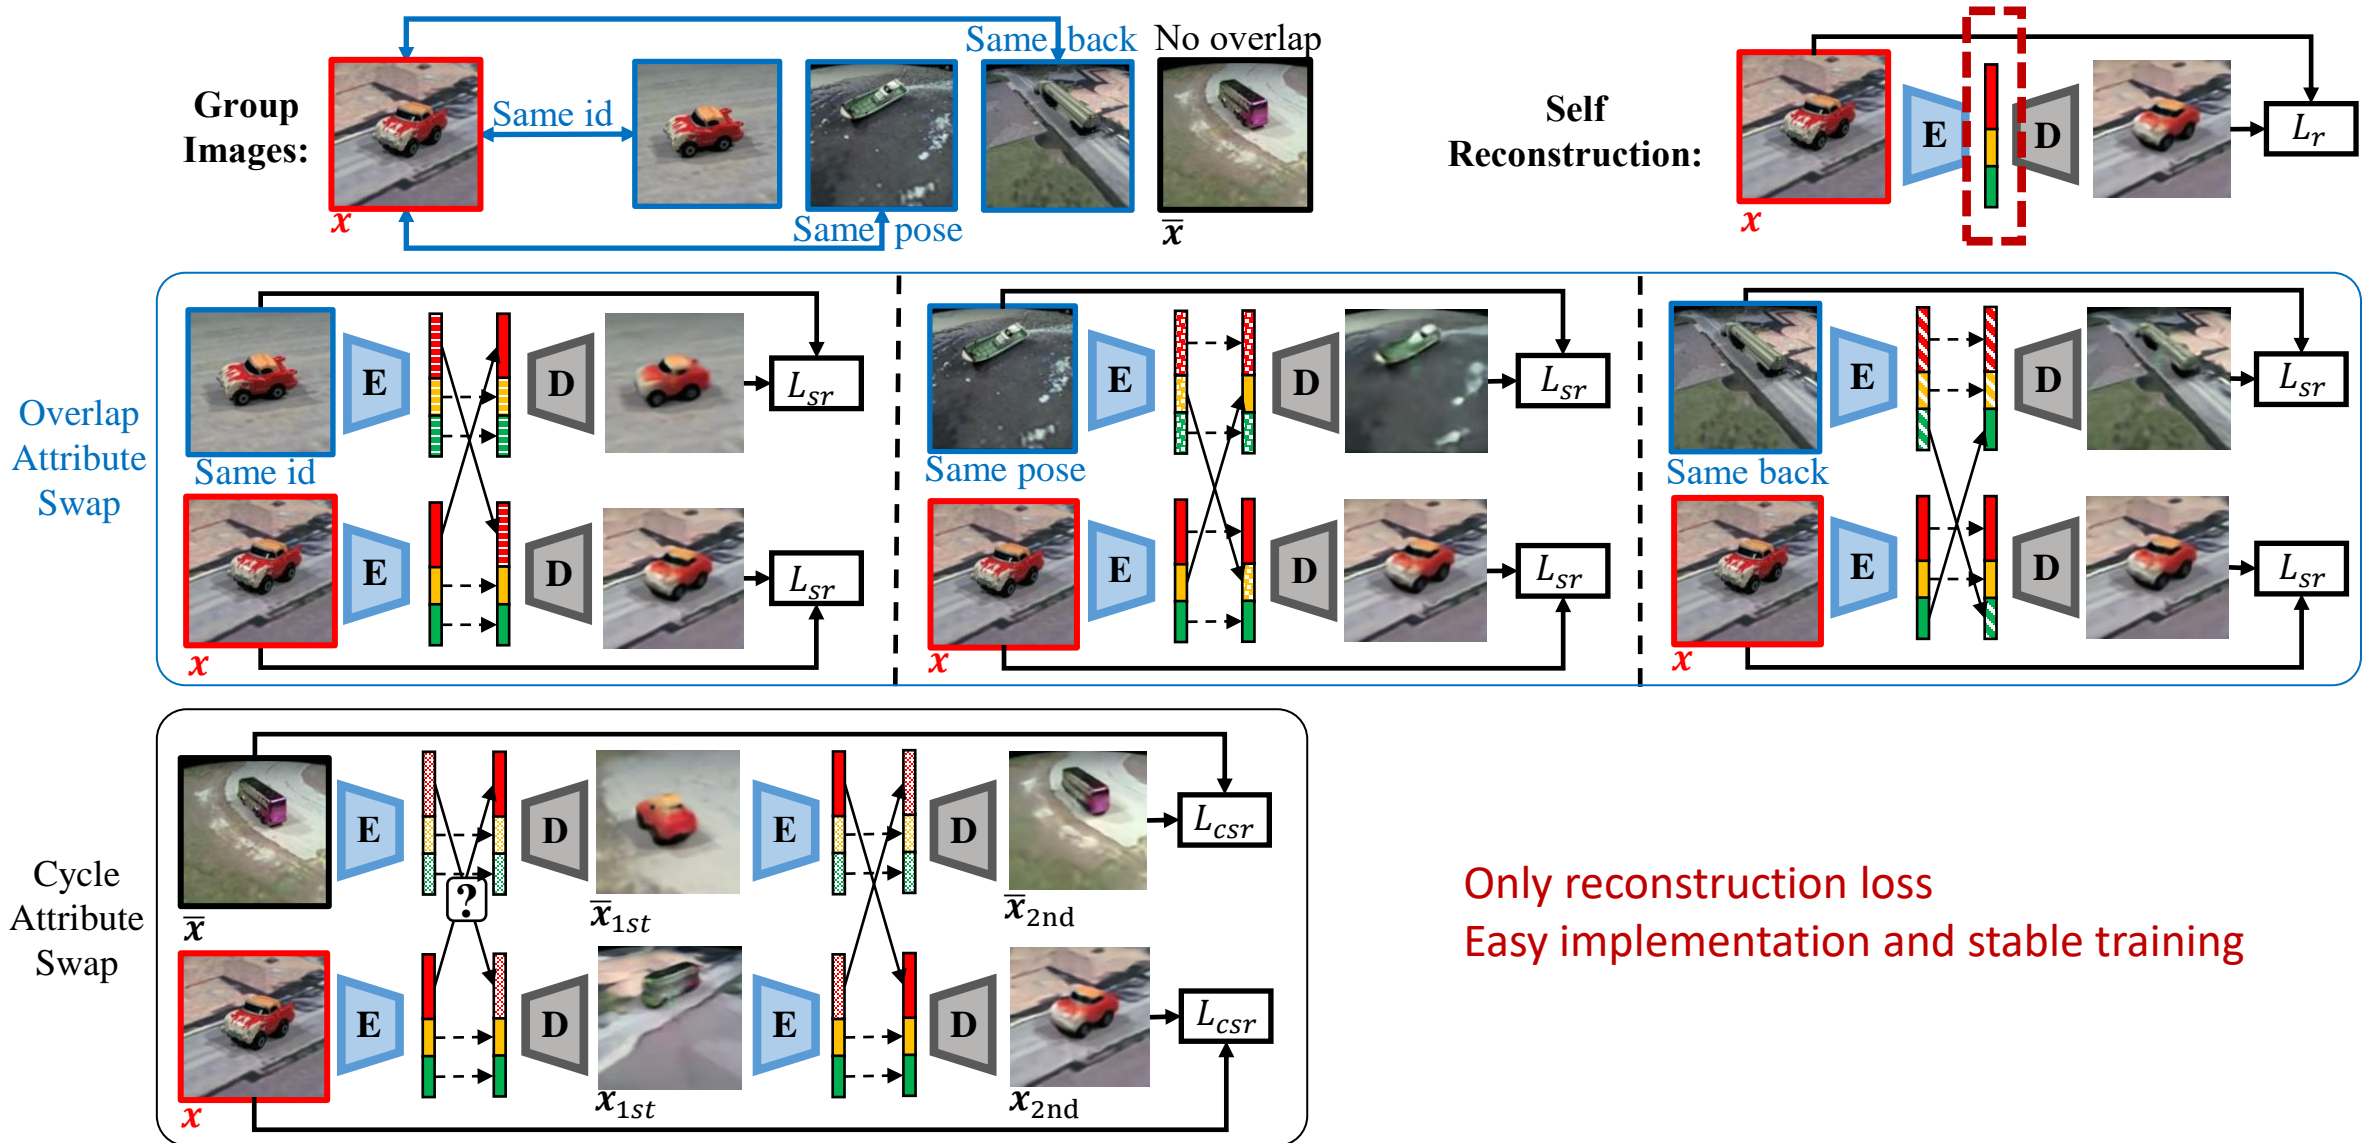 Same back
No overlap
Group
Images:
Same id
x
Same pose
x̅
Self
Reconstruction:
E
D
L_r
x
Overlap
Attribute
Swap
E
D
L_sr
Same id
E
D
L_sr
x
E
D
L_sr
Same pose
E
D
L_sr
x
E
D
L_sr
Same back
E
D
L_sr
x
Cycle
Attribute
Swap
E
D
E
D
L_csr
?
x̅
x̅_1st
x̅_2nd
E
D
E
D
L_csr
x
x_1st
x_2nd
Only reconstruction loss
Easy implementation and stable training